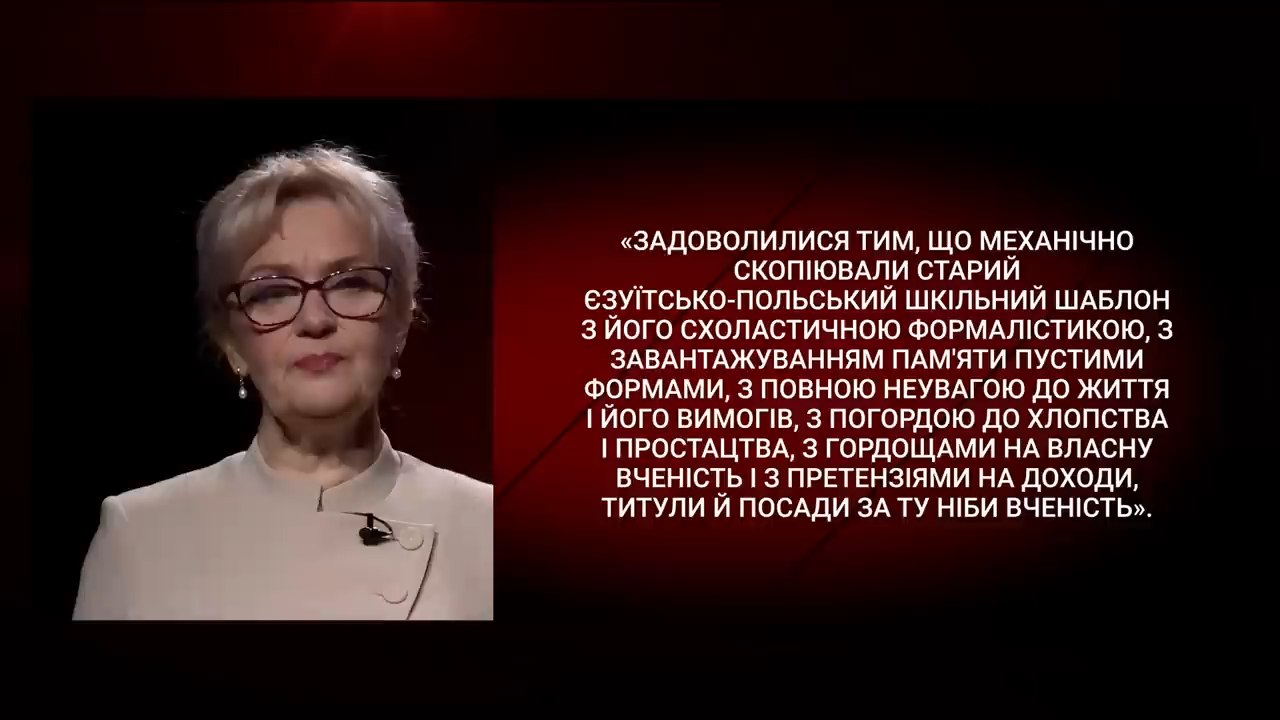 «ЗАДОВОЛИЛИСЯ ТИМ, ЩО МЕХАНІЧНО
СКОПІЮВАЛИ СТАРИЙ
ЄЗУЇТСЬКО-ПОЛЬСЬКИЙ ШКІЛЬНИЙ ШАБЛОН
З ЙОГО СХОЛАСТИЧНОЮ ФОРМАЛІСТИКОЮ, З
ЗАВАНТАЖУВАННЯМ ПАМ'ЯТИ ПУСТИМИ
ФОРМАМИ, З ПОВНОЮ НЕУВАГОЮ ДО ЖИТТЯ
І ЙОГО ВИМОГІВ, З ПОГОРДОЮ ДО ХЛОПСТВА
І ПРОСТАЦТВА, З ГОРДОЩАМИ НА ВЛАСНУ
ВЧЕНІСТЬ І З ПРЕТЕНЗІЯМИ НА ДОХОДИ,
ТИТУЛИ Й ПОСАДИ ЗА ТУ НІБИ ВЧЕНІСТЬ».